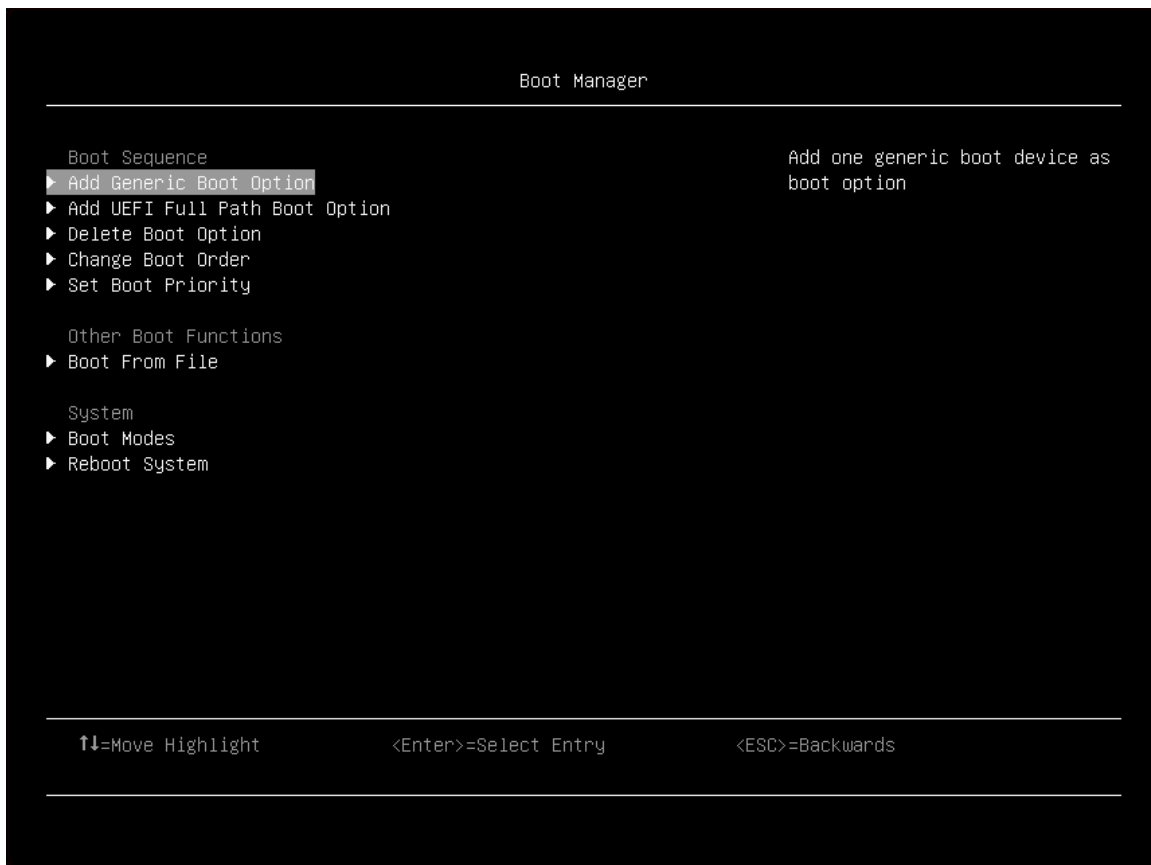 Boot Manager
Boot Sequence
Add Generic Boot Option
Add UEFI Full Path Boot Option
Delete Boot Option
Change Boot Order
Set Boot Priority
Other Boot Functions
Boot From File
System
Boot Modes
Reboot System
Add one generic boot device as
boot option
↑↓=Move Highlight <Enter>=Select Entry <ESC>=Backwards